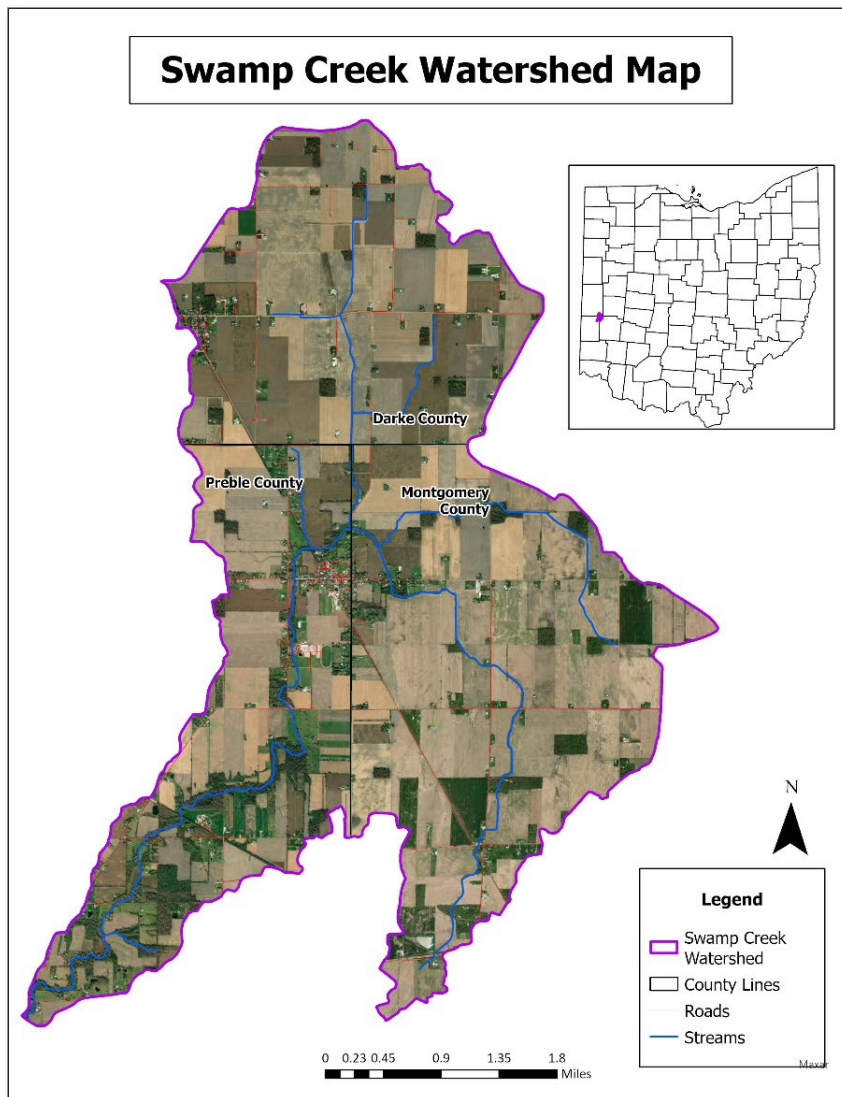 Swamp Creek Watershed Map
Darke County
Preble County
Montgomery
County
N
Legend
Swamp Creek
Watershed
County Lines
Roads
Streams
Maxar
0 0.23 0.45 0.9 1.35 1.8
Miles